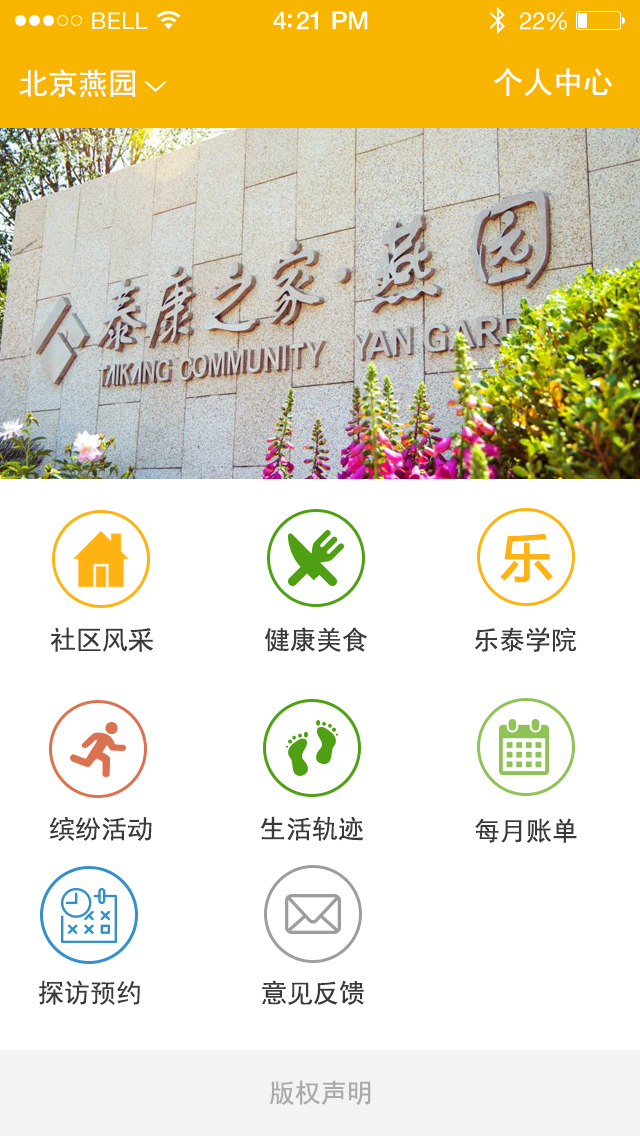 BELL 4:21 PM 22%
北京燕园 个人中心
泰康之家·燕园
TAIKANG COMMUNITY YAN GARD
乐
社区风采 健康美食 乐泰学院
缤纷活动 生活轨迹 每月账单
探访预约 意见反馈
版权声明